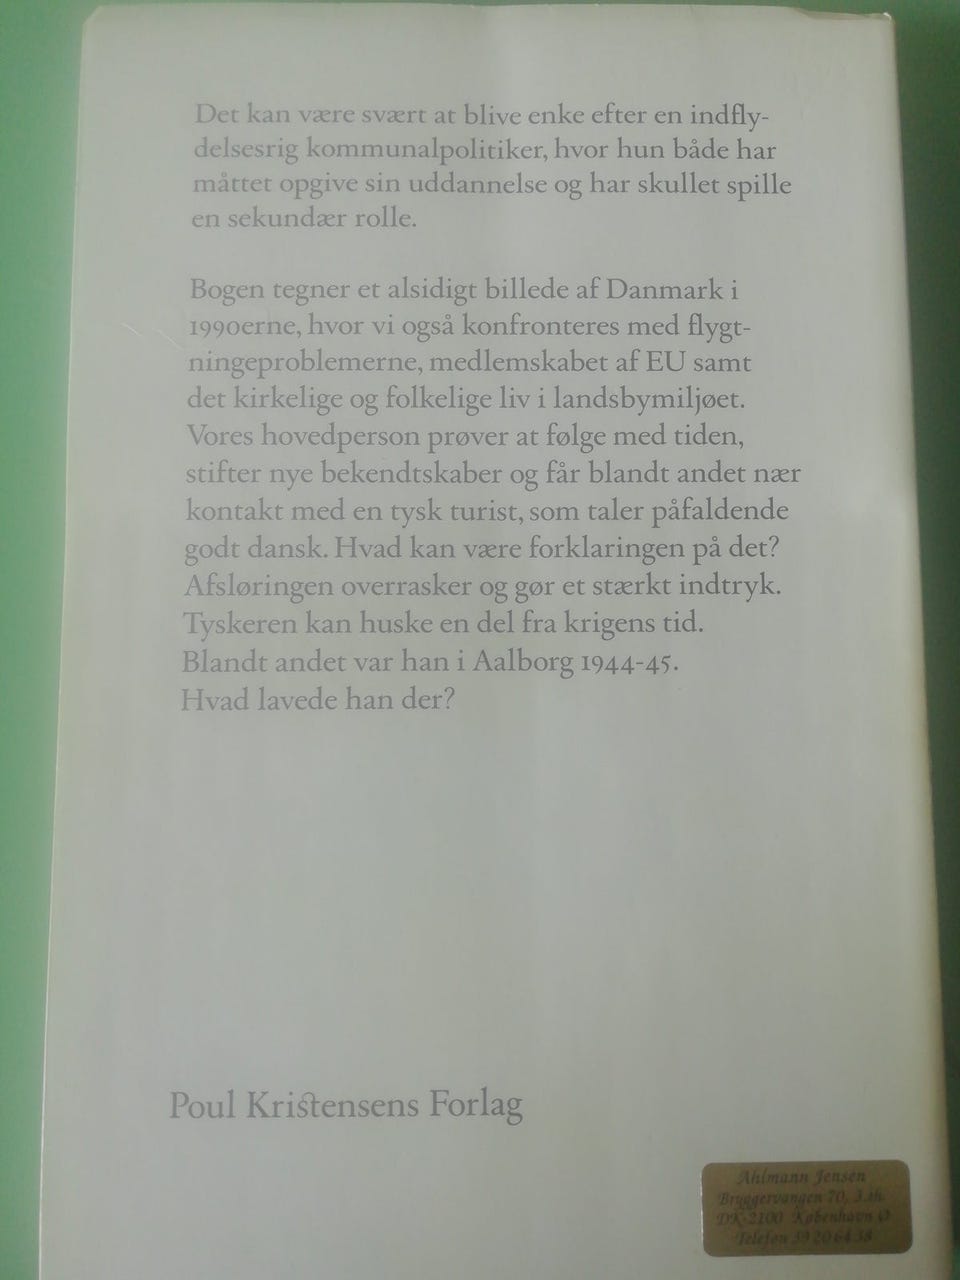 Det kan være svært at blive enke efter en indfly-
delsesrig kommunalpolitiker, hvor hun både har
måttet opgive sin uddannelse og har skullet spille
en sekundær rolle.
Bogen tegner et alsidigt billede af Danmark i
1990erne, hvor vi også konfronteres med flygt-
ningeproblemerne, medlemskabet af EU samt
det kirkelige og folkelige liv i landsbymiljøet.
Vores hovedperson prøver at følge med tiden,
stifter nye bekendtskaber og får blandt andet nær
kontakt med en tysk turist, som taler påfaldende
godt dansk. Hvad kan være forklaringen på det?
Afsløringen overrasker og gør et stærkt indtryk.
Tyskeren kan huske en del fra krigens tid.
Blandt andet var han i Aalborg 1944-45.
Hvad lavede han der?
Poul Kristensens Forlag
Ahlmann Jensen
Bryggervangen 70, 3.th.
DK-2100 København Ø
Telefon 39 20 64 38